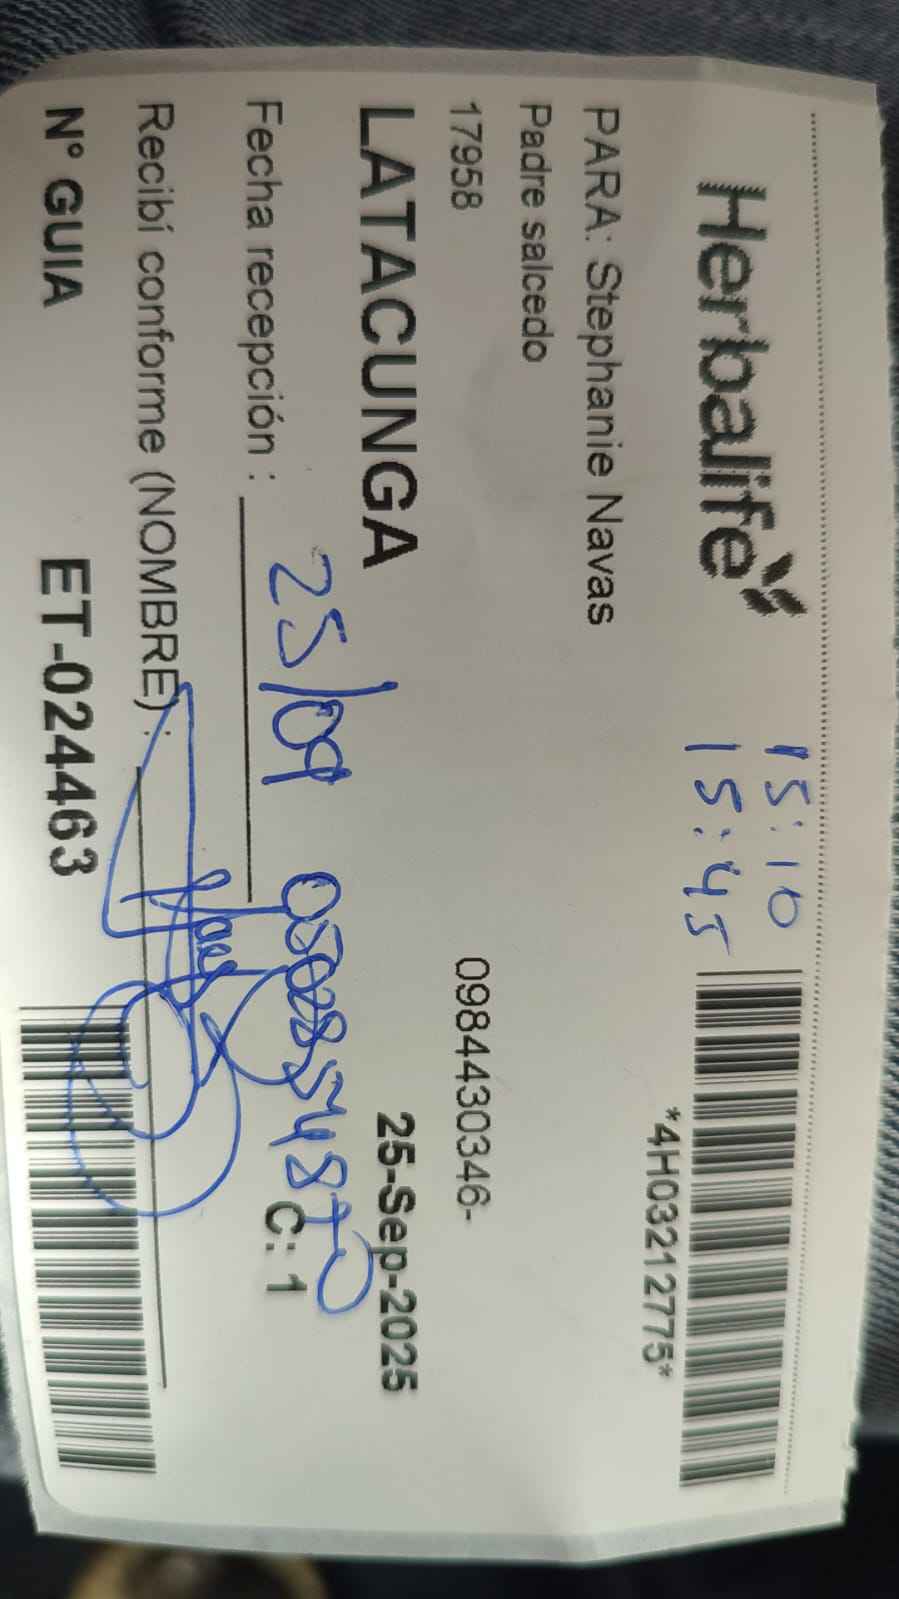 Herbalife
15:10
15:45
*4H03212775*
PARA: Stephanie Navas
Padre salcedo
17958
0984430346-
LATACUNGA
25-Sep-2025
Fecha recepción :
25/09
C: 1
Recibí conforme (NOMBRE) :
N° GUIA
ET-024463